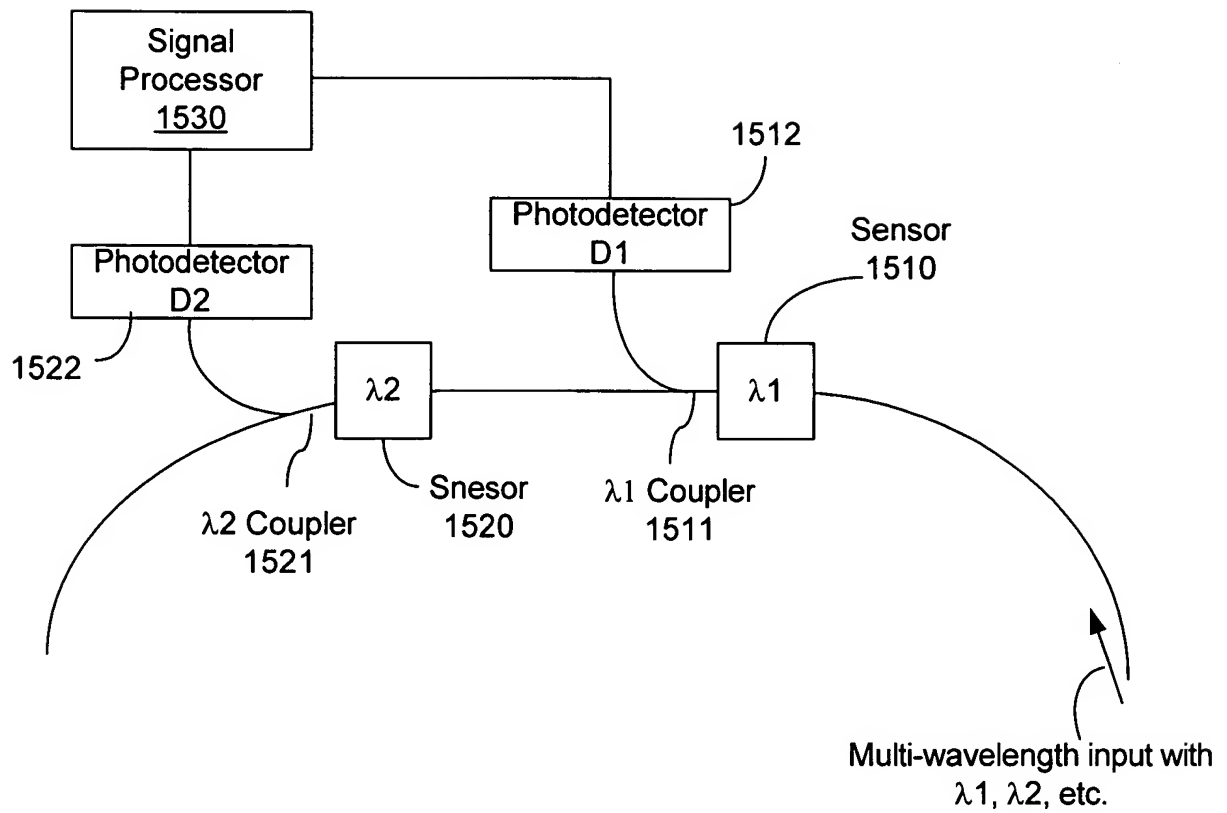 Signal
Processor
1530
1512
Photodetector
D1
Sensor
1510
Photodetector
D2
1522
λ2
λ1
Snesor
1520
λ1 Coupler
1511
λ2 Coupler
1521
Multi-wavelength input with
λ1, λ2, etc.